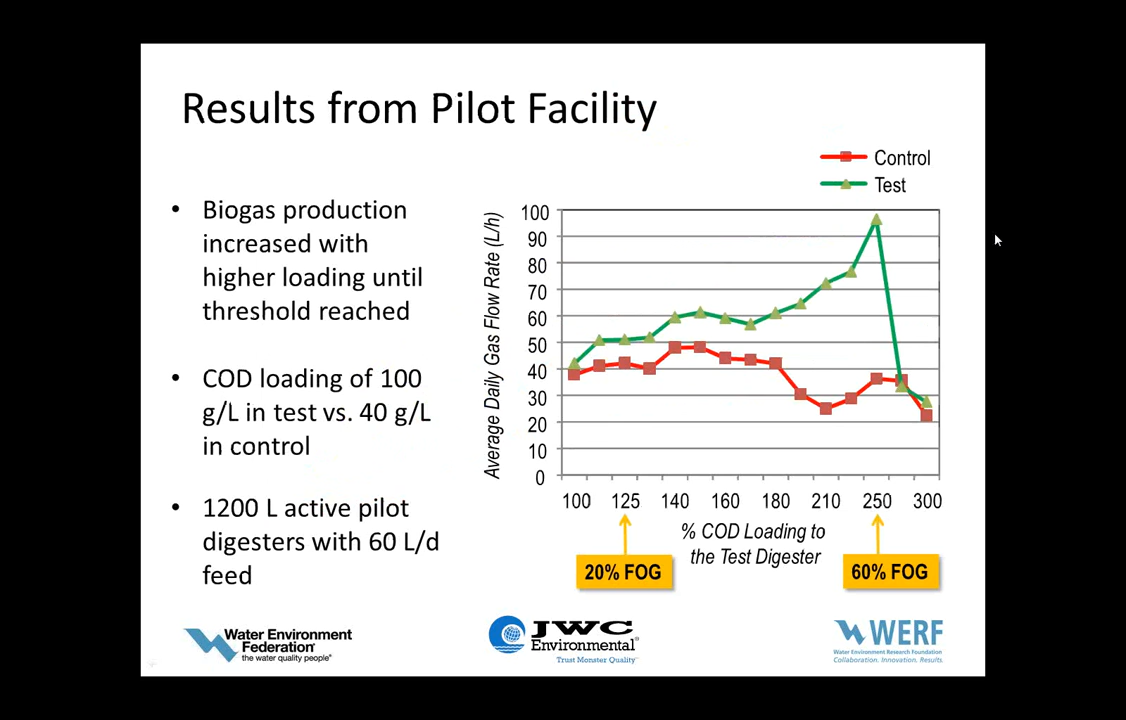 Results from Pilot Facility
• Biogas production
increased with
higher loading until
threshold reached
• COD loading of 100
g/L in test vs. 40 g/L
in control
• 1200 L active pilot
digesters with 60 L/d
feed
Control
Test
Average Daily Gas Flow Rate (L/h)
100
90
80
70
60
50
40
30
20
10
0
100 125 140 160 180 210 250 300
% COD Loading to
the Test Digester
20% FOG
60% FOG
Water Environment
Federation®
the water quality people®
JWC
Environmental®
Trust Monster Quality™
WERF
Water Environment Research Foundation
Collaboration. Innovation. Results.